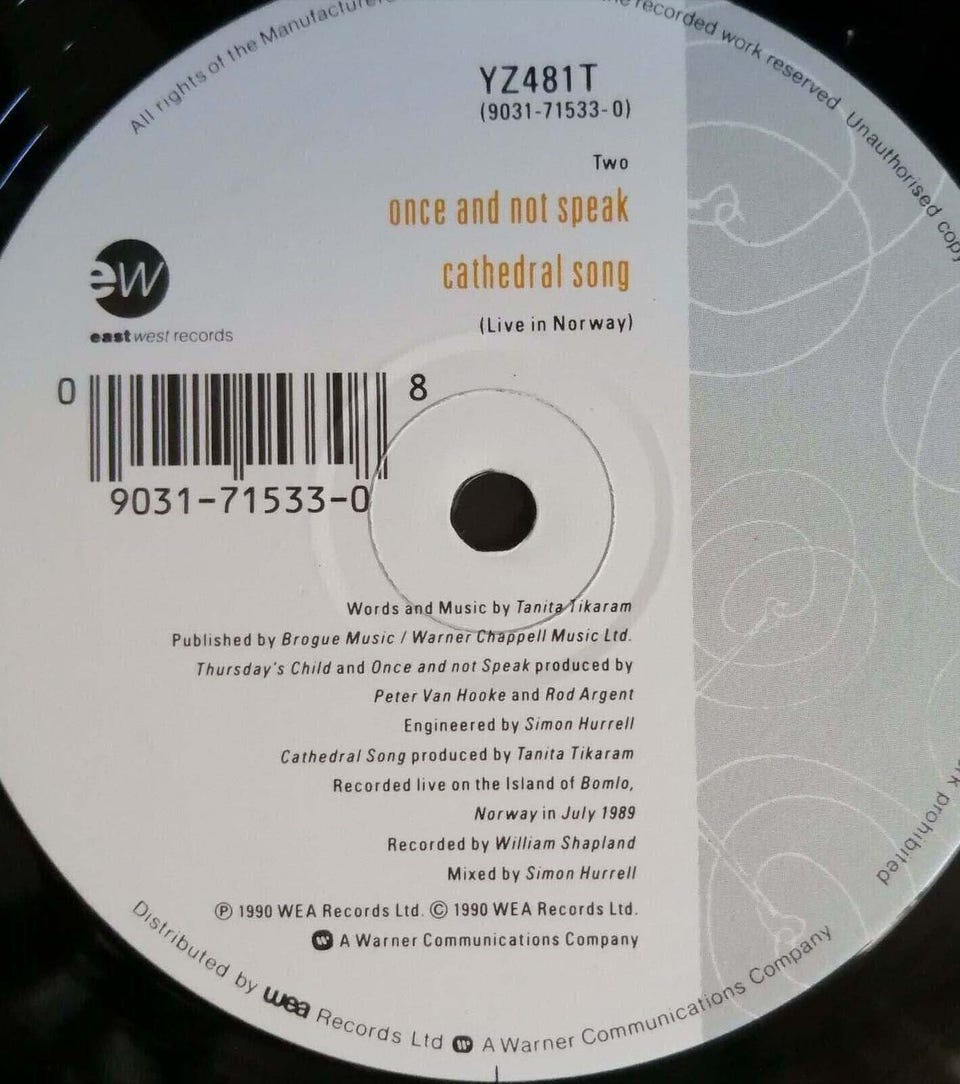 All rights of the Manufacturer
recorded work reserved. Unauthorised copy
YZ481T
(9031-71533-0)
Two
once and not speak
cathedral song
(Live in Norway)
ew
eastwest records
0 8
9031-71533-0
Words and Music by Tanita Tikaram
Published by Brogue Music / Warner Chappell Music Ltd.
Thursday's Child and Once and not Speak produced by
Peter Van Hooke and Rod Argent
Engineered by Simon Hurrell
Cathedral Song produced by Tanita Tikaram
Recorded live on the Island of Bomlo,
Norway in July 1989
Recorded by William Shapland
Mixed by Simon Hurrell
Ⓟ 1990 WEA Records Ltd. © 1990 WEA Records Ltd.
A Warner Communications Company
prohibited
Distributed by wea Records Ltd A Warner Communications Company